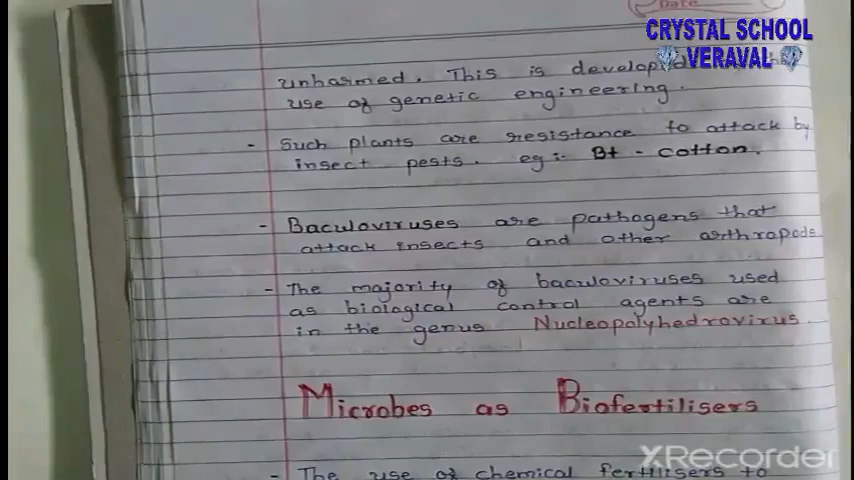 Date
CRYSTAL SCHOOL
VERAVAL
unharmed. This is developed
use of genetic engineering.
- Such plants are resistance to attack by
insect pests. eg:- Bt - cotton.
- Baculoviruses are pathogens that
attack insects and other arthropods
- The majority of baculoviruses used
as biological control agents are
in the genus Nucleopolyhedrovirus.
Microbes as Biofertilisers
- The use of chemical fertilisers to
XRecorder